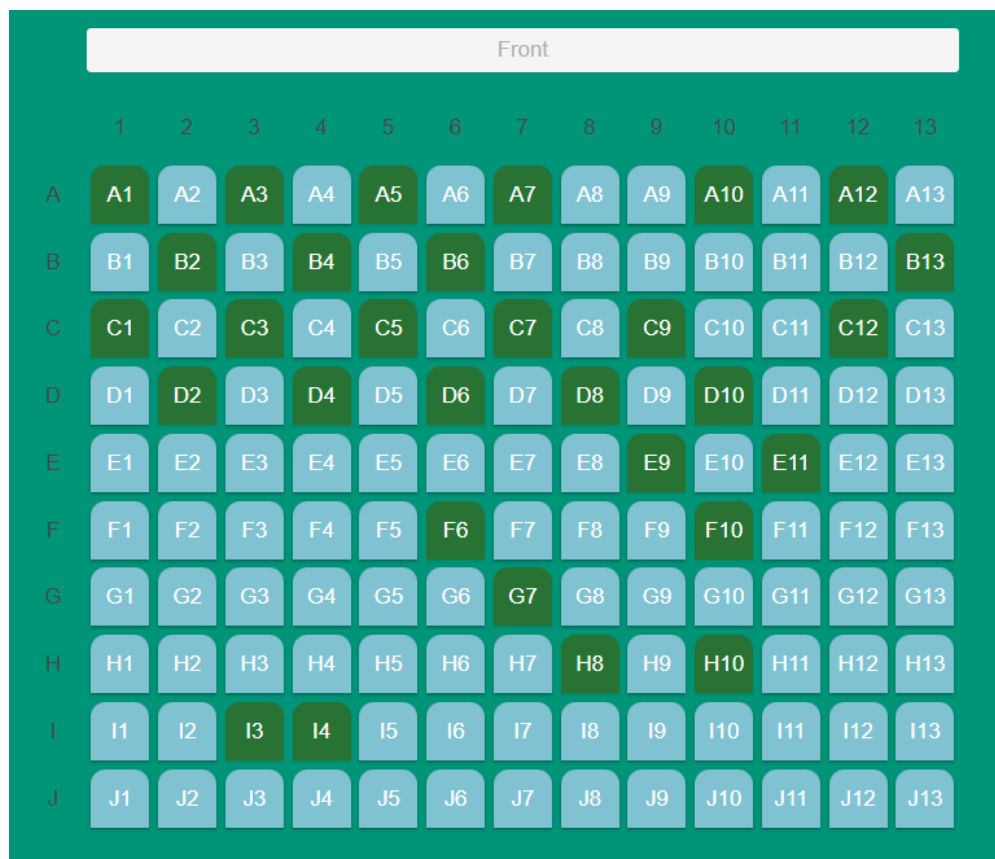 Front
1 2 3 4 5 6 7 8 9 10 11 12 13
A A1 A2 A3 A4 A5 A6 A7 A8 A9 A10 A11 A12 A13
B B1 B2 B3 B4 B5 B6 B7 B8 B9 B10 B11 B12 B13
C C1 C2 C3 C4 C5 C6 C7 C8 C9 C10 C11 C12 C13
D D1 D2 D3 D4 D5 D6 D7 D8 D9 D10 D11 D12 D13
E E1 E2 E3 E4 E5 E6 E7 E8 E9 E10 E11 E12 E13
F F1 F2 F3 F4 F5 F6 F7 F8 F9 F10 F11 F12 F13
G G1 G2 G3 G4 G5 G6 G7 G8 G9 G10 G11 G12 G13
H H1 H2 H3 H4 H5 H6 H7 H8 H9 H10 H11 H12 H13
I I1 I2 I3 I4 I5 I6 I7 I8 I9 I10 I11 I12 I13
J J1 J2 J3 J4 J5 J6 J7 J8 J9 J10 J11 J12 J13